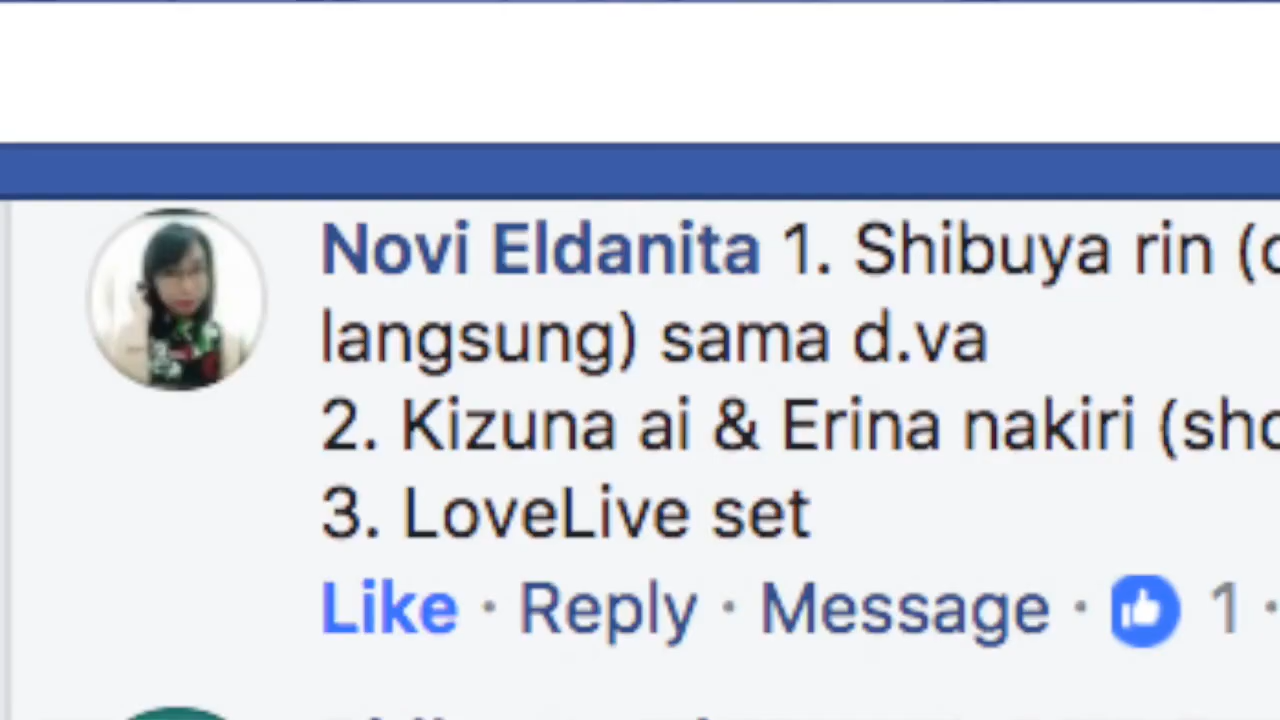 Novi Eldanita 1. Shibuya rin (
langsung) sama d.va
2. Kizuna ai & Erina nakiri (sho
3. LoveLive set
Like · Reply · Message · 1 ·